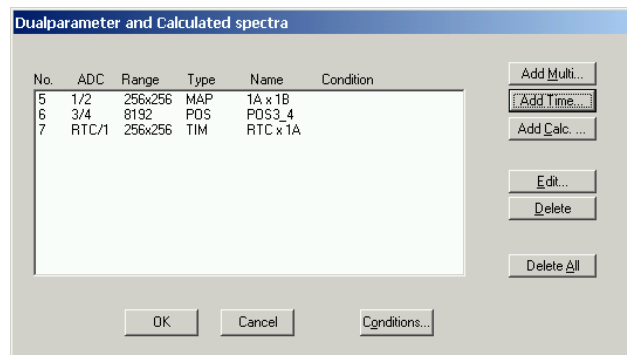 Dualparameter and Calculated spectra
No. ADC Range Type Name Condition
5 1/2 256x256 MAP 1A x 1B
6 3/4 8192 POS POS3_4
7 RTC/1 256x256 TIM RTC x 1A
Add Multi...
Add Time...
Add Calc. ...
Edit...
Delete
Delete All
OK Cancel Conditions...